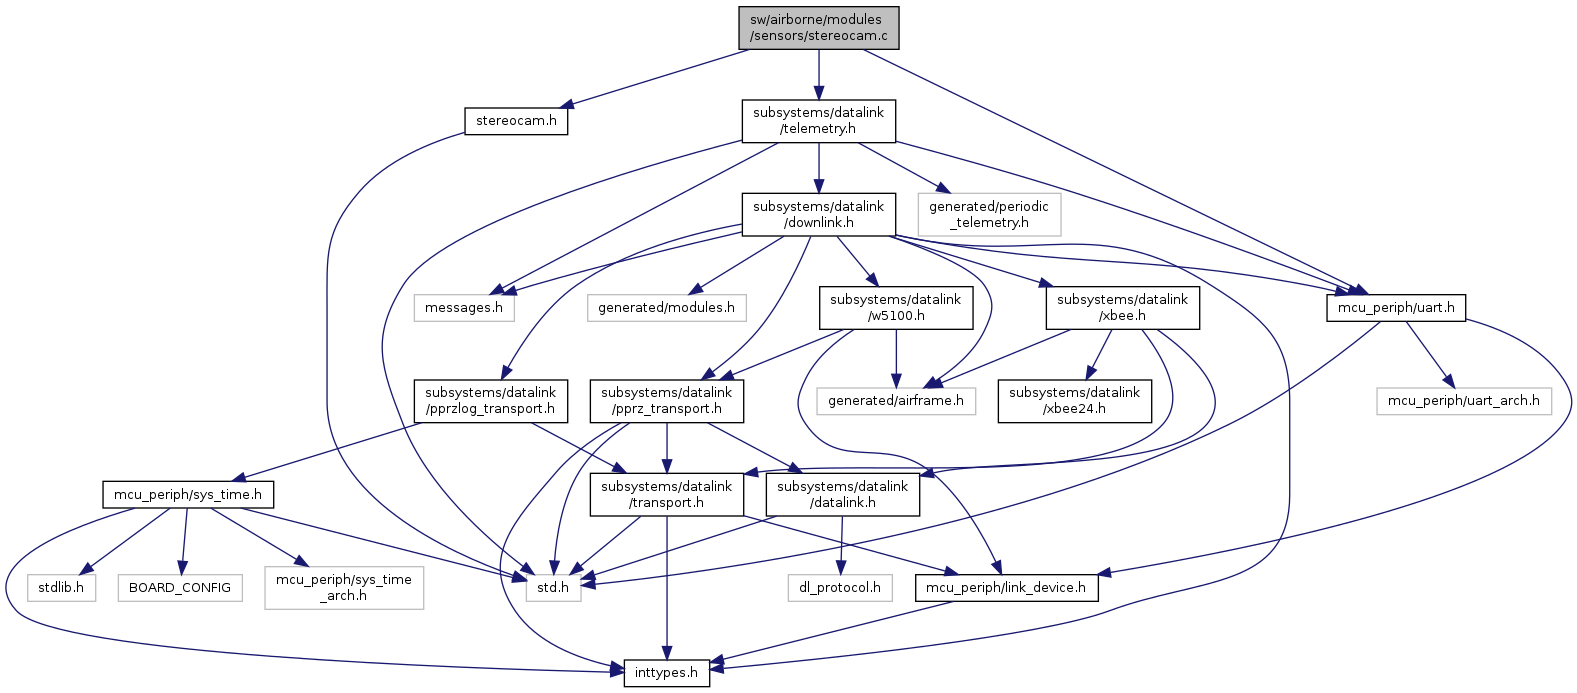 sw/airborne/modules
/sensors/stereocam.c
stereocam.h
subsystems/datalink
/telemetry.h
subsystems/datalink
/downlink.h
generated/periodic
_telemetry.h
messages.h
generated/modules.h
subsystems/datalink
/w5100.h
subsystems/datalink
/xbee.h
mcu_periph/uart.h
subsystems/datalink
/pprzlog_transport.h
subsystems/datalink
/pprz_transport.h
generated/airframe.h
subsystems/datalink
/xbee24.h
mcu_periph/uart_arch.h
mcu_periph/sys_time.h
subsystems/datalink
/transport.h
subsystems/datalink
/datalink.h
stdlib.h
BOARD_CONFIG
mcu_periph/sys_time
_arch.h
std.h
dl_protocol.h
mcu_periph/link_device.h
inttypes.h